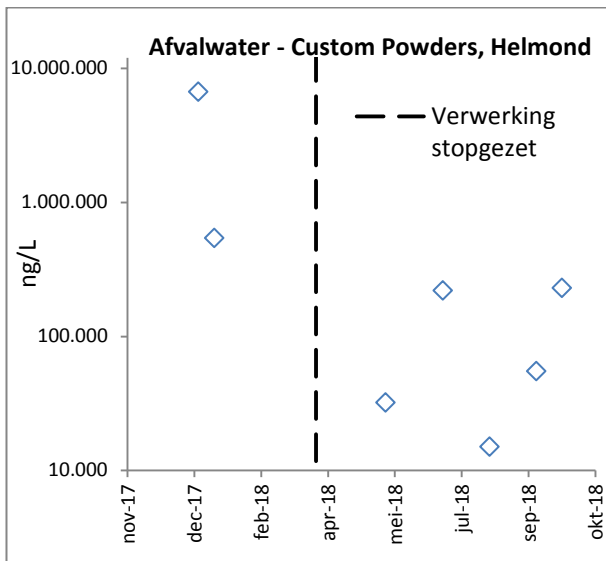 Afvalwater - Custom Powders, Helmond
10.000.000
1.000.000
100.000
10.000
ng/L
Verwerking
stopgezet
nov-17
dec-17
feb-18
apr-18
mei-18
jul-18
sep-18
okt-18